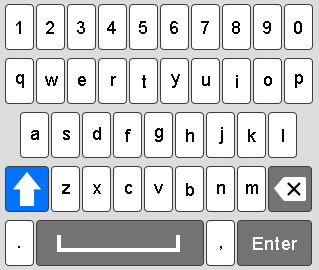 1 2 3 4 5 6 7 8 9 0
q w e r t y u i o p
a s d f g h j k l
z x c v b n m
. , Enter